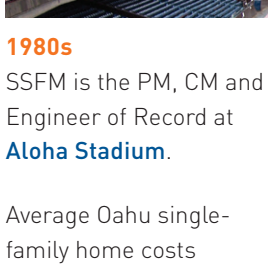 1980s
SSFM is the PM, CM and
Engineer of Record at
Aloha Stadium.
Average Oahu single-
family home costs